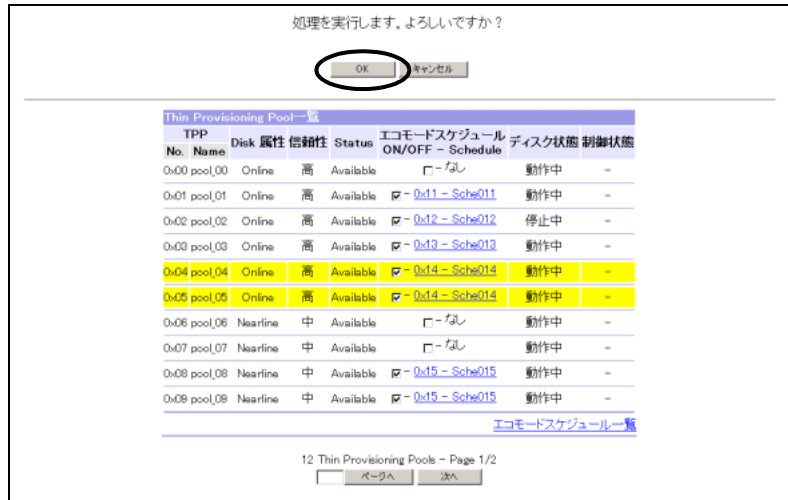 処理を実行します。よろしいですか？
OK キャンセル
Thin Provisioning Pool一覧
TPP Disk 属性 信頼性 Status エコモードスケジュール ON/OFF - Schedule ディスク状態 制御状態
No. Name
0x00 pool_00 Online 高 Available - なし 動作中 -
0x01 pool_01 Online 高 Available - 0x11 - Sche011 動作中 -
0x02 pool_02 Online 高 Available - 0x12 - Sche012 停止中 -
0x03 pool_03 Online 高 Available - 0x13 - Sche013 動作中 -
0x04 pool_04 Online 高 Available - 0x14 - Sche014 動作中 -
0x05 pool_05 Online 高 Available - 0x14 - Sche014 動作中 -
0x06 pool_06 Nearline 中 Available - なし 動作中 -
0x07 pool_07 Nearline 中 Available - なし 動作中 -
0x08 pool_08 Nearline 中 Available - 0x15 - Sche015 動作中 -
0x09 pool_09 Nearline 中 Available - 0x15 - Sche015 動作中 -
エコモードスケジュール一覧
12 Thin Provisioning Pools - Page 1/2
ページへ 次へ